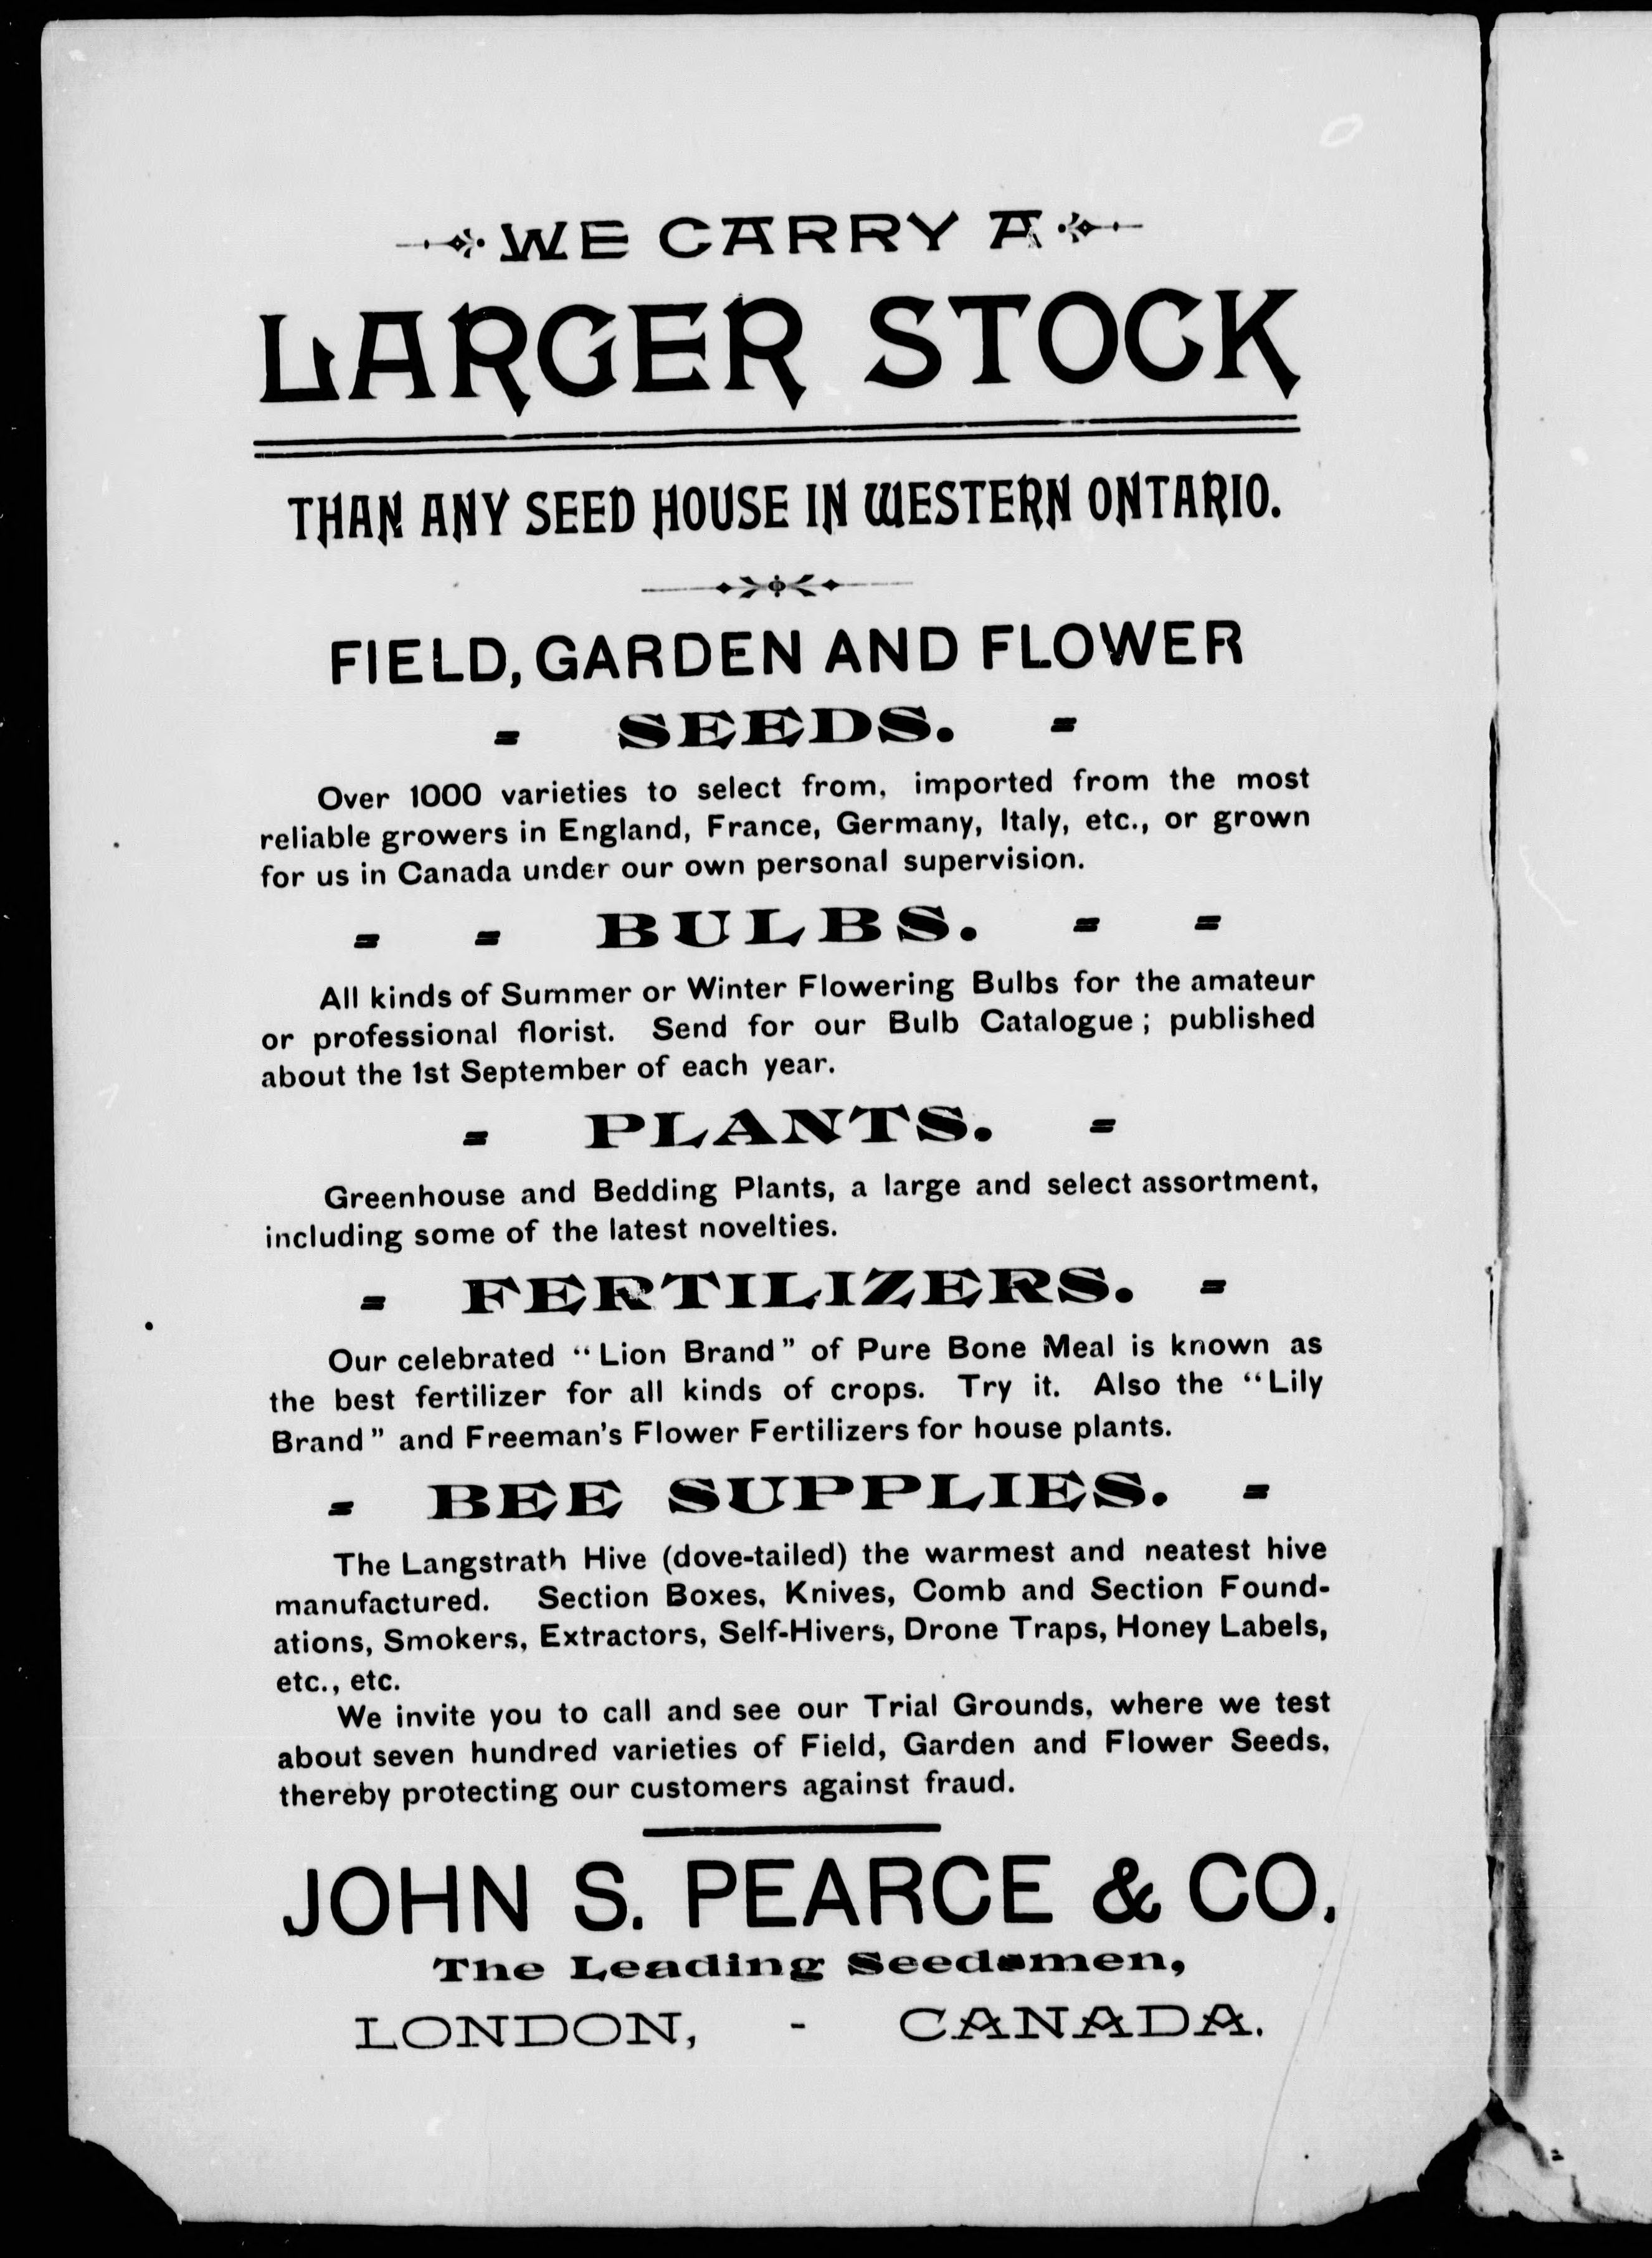 WE CARRY A
LARGER STOCK
THAN ANY SEED HOUSE IN WESTERN ONTARIO.
FIELD, GARDEN AND FLOWER
- SEEDS. -
Over 1000 varieties to select from, imported from the most
reliable growers in England, France, Germany, Italy, etc., or grown
for us in Canada under our own personal supervision.
- - BULBS. - -
All kinds of Summer or Winter Flowering Bulbs for the amateur
or professional florist. Send for our Bulb Catalogue; published
about the 1st September of each year.
- PLANTS. -
Greenhouse and Bedding Plants, a large and select assortment,
including some of the latest novelties.
- FERTILIZERS. -
Our celebrated “Lion Brand” of Pure Bone Meal is known as
the best fertilizer for all kinds of crops. Try it. Also the “Lily
Brand” and Freeman's Flower Fertilizers for house plants.
- BEE SUPPLIES. -
The Langstrath Hive (dove-tailed) the warmest and neatest hive
manufactured. Section Boxes, Knives, Comb and Section Found-
ations, Smokers, Extractors, Self-Hivers, Drone Traps, Honey Labels,
etc., etc.
We invite you to call and see our Trial Grounds, where we test
about seven hundred varieties of Field, Garden and Flower Seeds,
thereby protecting our customers against fraud.
JOHN S. PEARCE & CO.
The Leading Seedsmen,
LONDON, - CANADA.